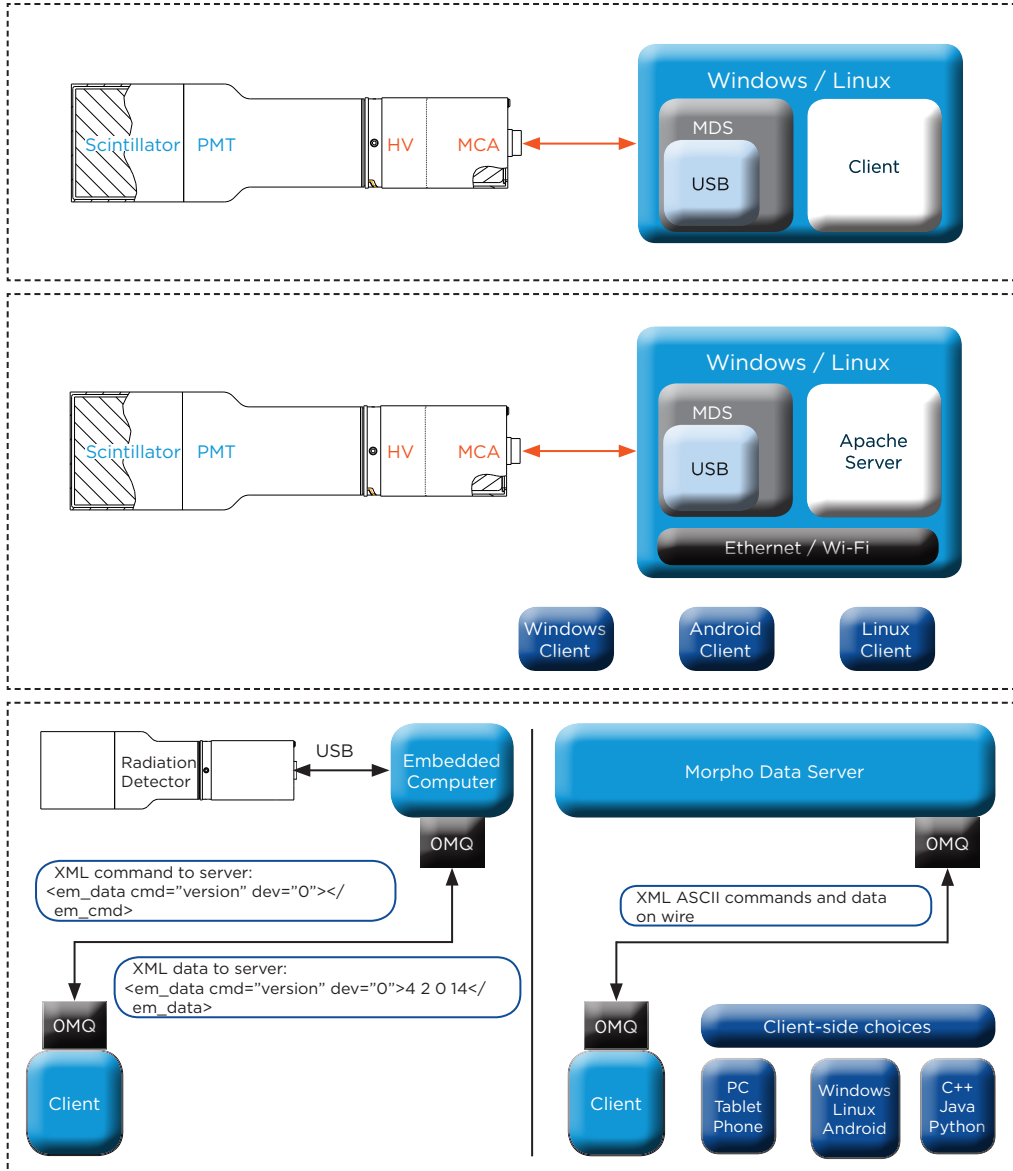 Windows / Linux
MDS
Scintillator PMT HV MCA
USB
Client
Windows / Linux
MDS
Scintillator PMT HV MCA
USB
Apache
Server
Ethernet / Wi-Fi
Windows
Client
Android
Client
Linux
Client
Radiation
Detector
USB
Embedded
Computer
0MQ
XML command to server:
<em_data cmd="version" dev="0"></
em_cmd>
XML data to server:
<em_data cmd="version" dev="0">4 2 0 14</
em_data>
0MQ
Client
Morpho Data Server
0MQ
XML ASCII commands and data
on wire
0MQ
Client
Client-side choices
PC
Tablet
Phone
Windows
Linux
Android
C++
Java
Python